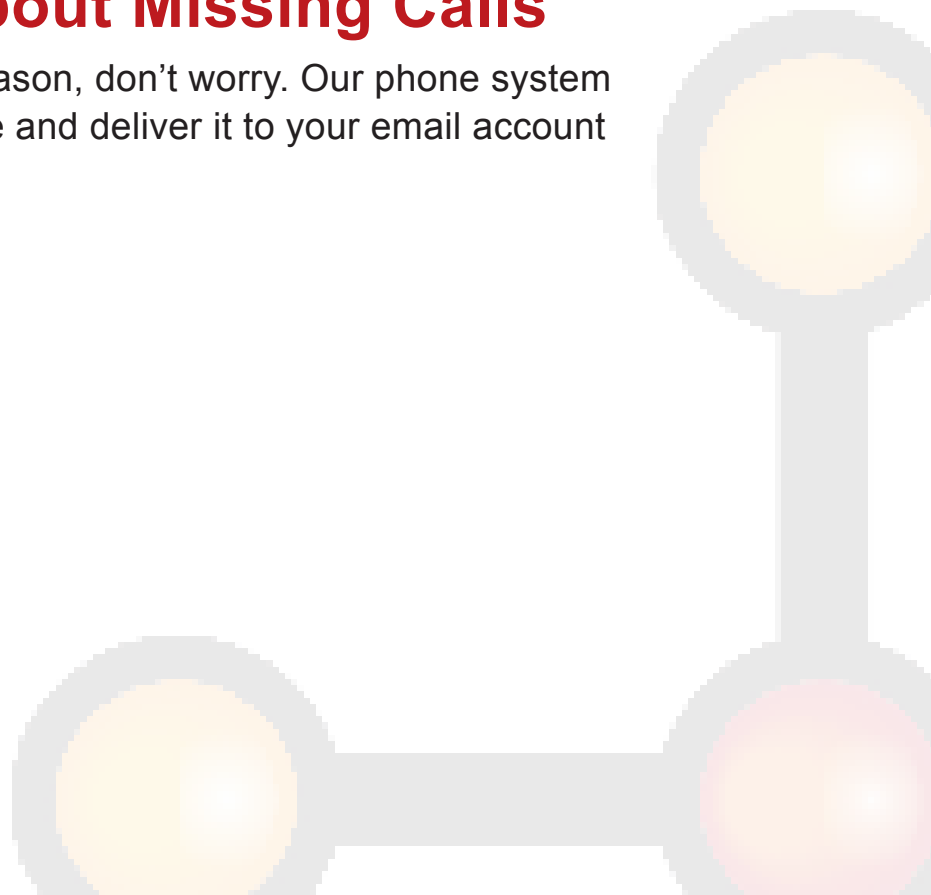 bout Missing Calls
ason, don’t worry. Our phone system
e and deliver it to your email account